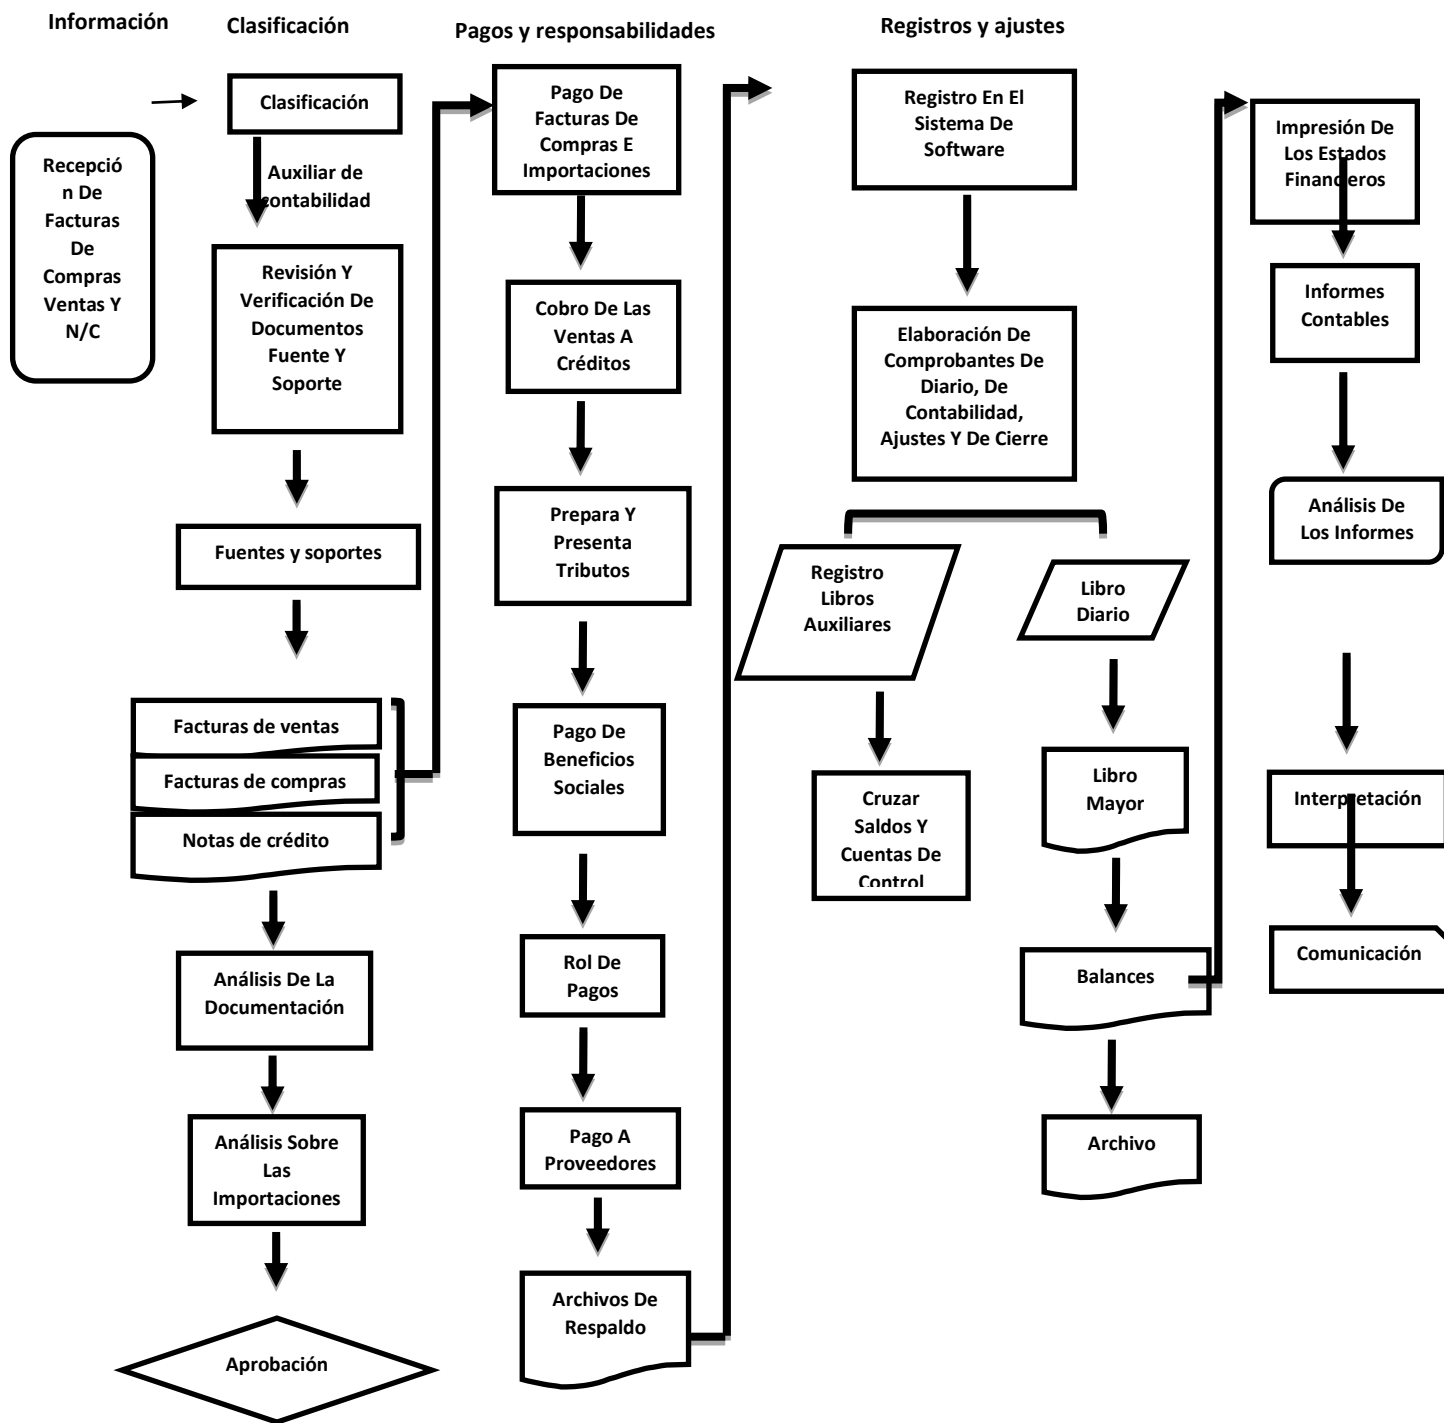 Información
Clasificación
Pagos y responsabilidades
Registros y ajustes
Recepció
n De
Facturas
De
Compras
Ventas Y
N/C
Clasificación
Auxiliar de
contabilidad
Revisión Y
Verificación De
Documentos
Fuente Y
Soporte
Fuentes y soportes
Facturas de ventas
Facturas de compras
Notas de crédito
Análisis De La
Documentación
Análisis Sobre
Las
Importaciones
Aprobación
Pago De
Facturas De
Compras E
Importaciones
Cobro De Las
Ventas A
Créditos
Prepara Y
Presenta
Tributos
Pago De
Beneficios
Sociales
Rol De
Pagos
Pago A
Proveedores
Archivos De
Respaldo
Registro En El
Sistema De
Software
Elaboración De
Comprobantes De
Diario, De
Contabilidad,
Ajustes Y De Cierre
Registro
Libros
Auxiliares
Cruzar
Saldos Y
Cuentas De
Control
Libro
Diario
Libro
Mayor
Balances
Archivo
Impresión De
Los Estados
Financieros
Informes
Contables
Análisis De
Los Informes
Interpretación
Comunicación